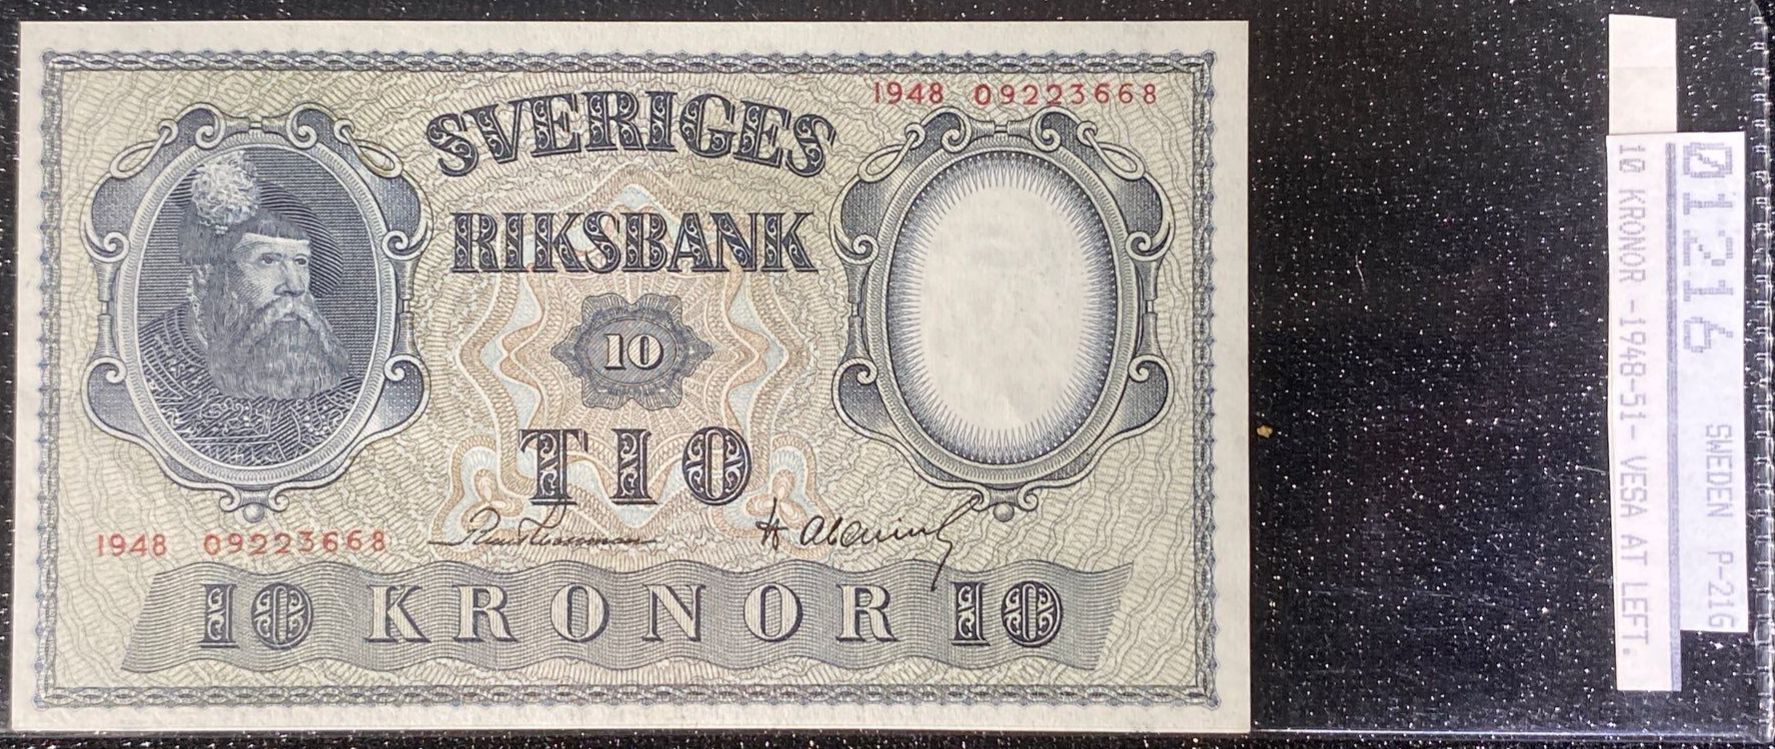 1948 09223668
SVERIGES
RIKSBANK
10
TIO
1948 09223668
10 KRONOR 10
01216
SWEDEN P-21G
10 KRONOR -1948-51- VESA AT LEFT.